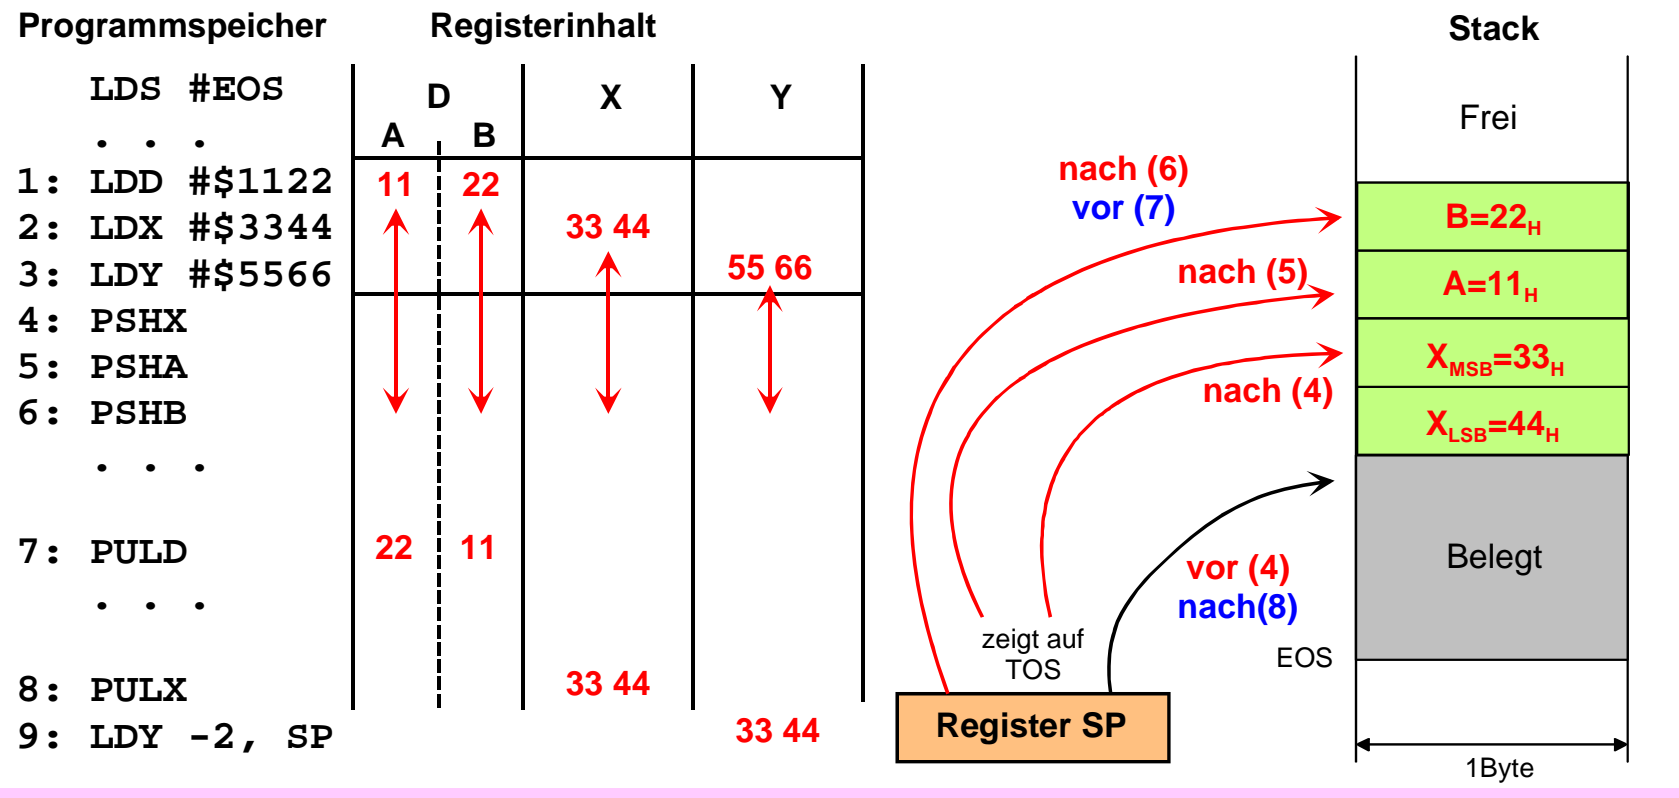 Programmspeicher
Registerinhalt
Stack
LDS #EOS
. . .
1: LDD #$1122
2: LDX #$3344
3: LDY #$5566
4: PSHX
5: PSHA
6: PSHB
. . .
7: PULD
. . .
8: PULX
9: LDY -2, SP
D
X
Y
A
B
11
22
33 44
55 66
22
11
33 44
33 44
nach (6)
vor (7)
nach (5)
nach (4)
vor (4)
nach(8)
zeigt auf
TOS
Register SP
EOS
Frei
B=22H
A=11H
XMSB=33H
XLSB=44H
Belegt
1Byte